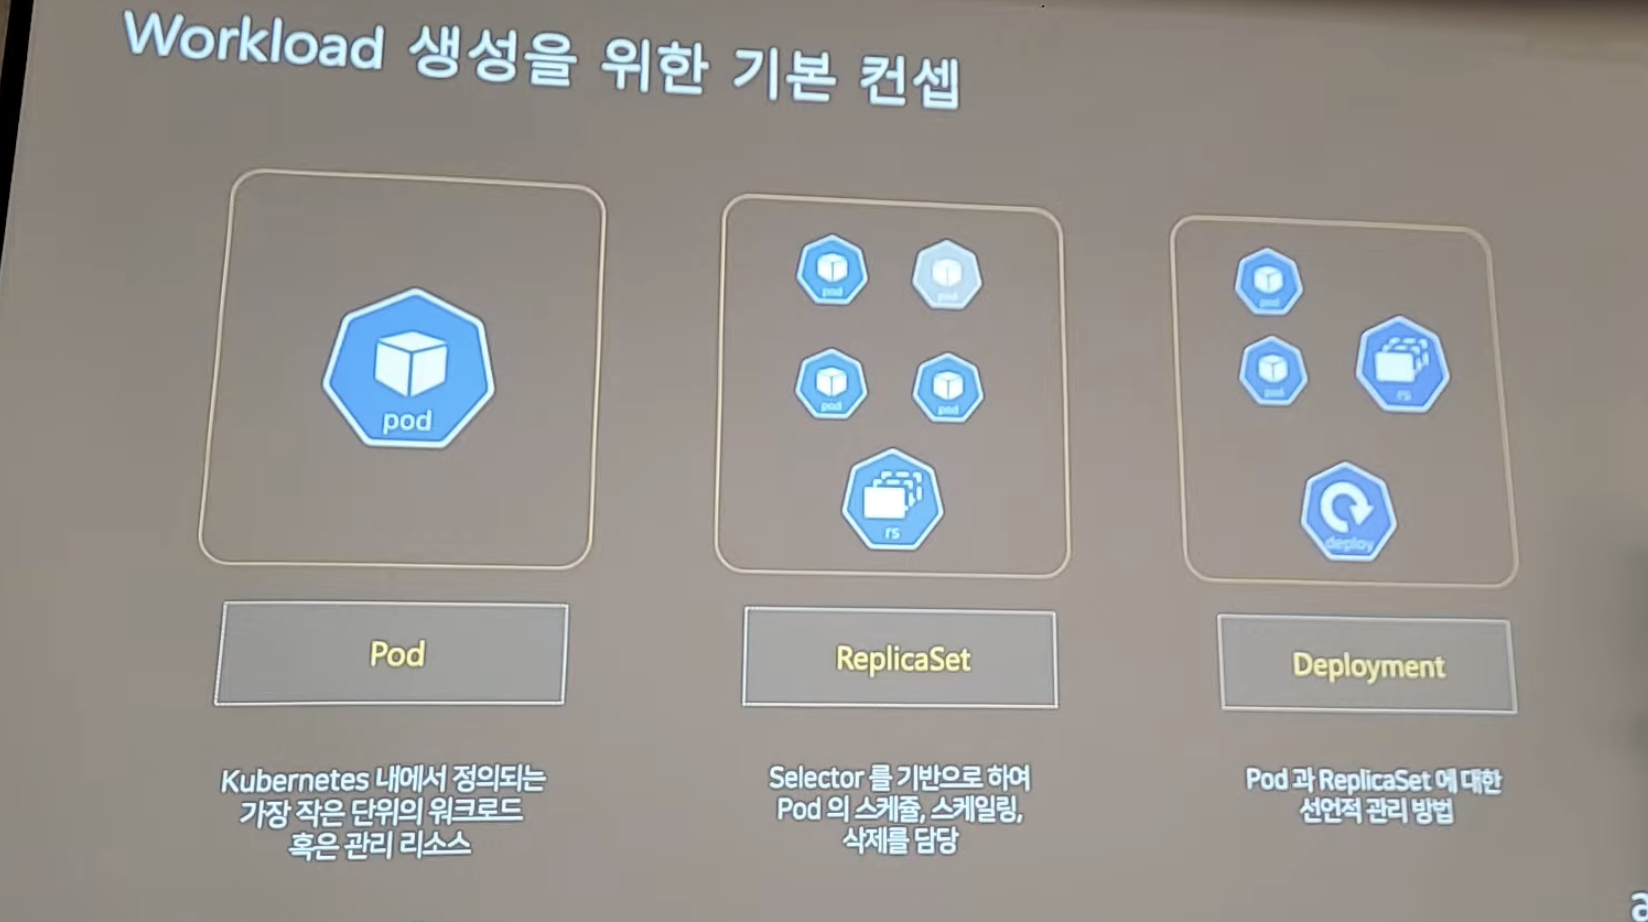 Workload 생성을 위한 기본 컨셉
pod
pod
pod
pod
pod
rs
pod
pod
rs
deploy
Pod
ReplicaSet
Deployment
Kubernetes 내에서 정의되는
가장 작은 단위의 워크로드
혹은 관리 리소스
Selector 를 기반으로 하여
Pod 의 스케쥴, 스케일링,
삭제를 담당
Pod 과 ReplicaSet 에 대한
선언적 관리 방법